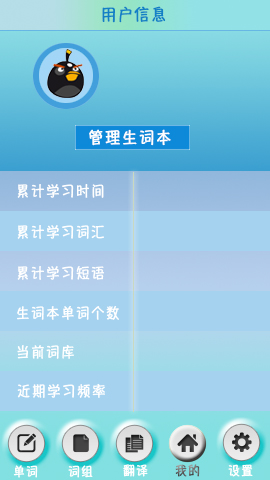 用户信息
管理生词本
累计学习时间
累计学习词汇
累计学习短语
生词本单词个数
当前词库
近期学习频率
单词 词组 翻译 我的 设置